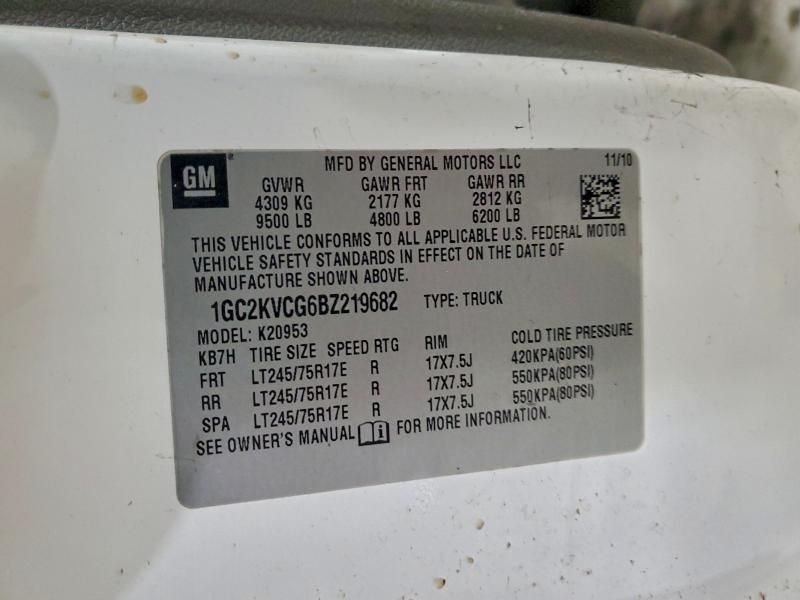 GM
MFD BY GENERAL MOTORS LLC 11/10
GVWR GAWR FRT GAWR RR
4309 KG 2177 KG 2812 KG
9500 LB 4800 LB 6200 LB
THIS VEHICLE CONFORMS TO ALL APPLICABLE U.S. FEDERAL MOTOR
VEHICLE SAFETY STANDARDS IN EFFECT ON THE DATE OF
MANUFACTURE SHOWN ABOVE.
1GC2KVCG6BZ219682 TYPE: TRUCK
MODEL: K20953
KB7H TIRE SIZE SPEED RTG RIM COLD TIRE PRESSURE
FRT LT245/75R17E R 17X7.5J 420KPA(60PSI)
RR LT245/75R17E R 17X7.5J 550KPA(80PSI)
SPA LT245/75R17E R 17X7.5J 550KPA(80PSI)
SEE OWNER'S MANUAL i FOR MORE INFORMATION.